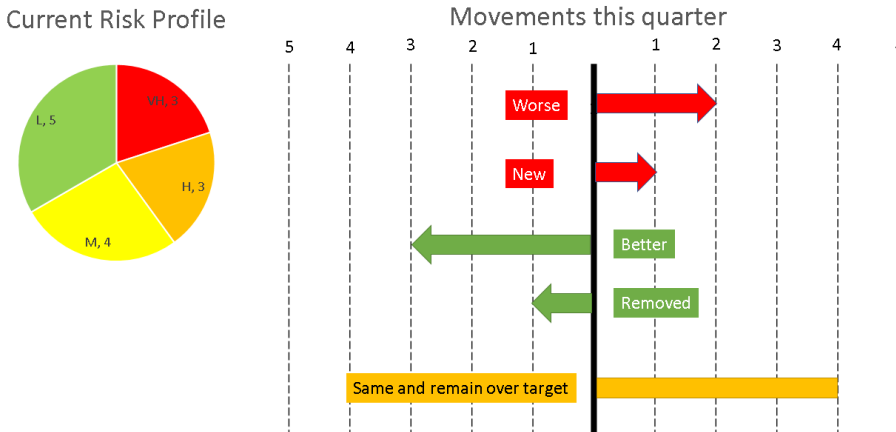 Current Risk Profile
Movements this quarter
5 4 3 2 1 1 2 3 4
VH, 3
L, 5
H, 3
M, 4
Worse
New
Better
Removed
Same and remain over target